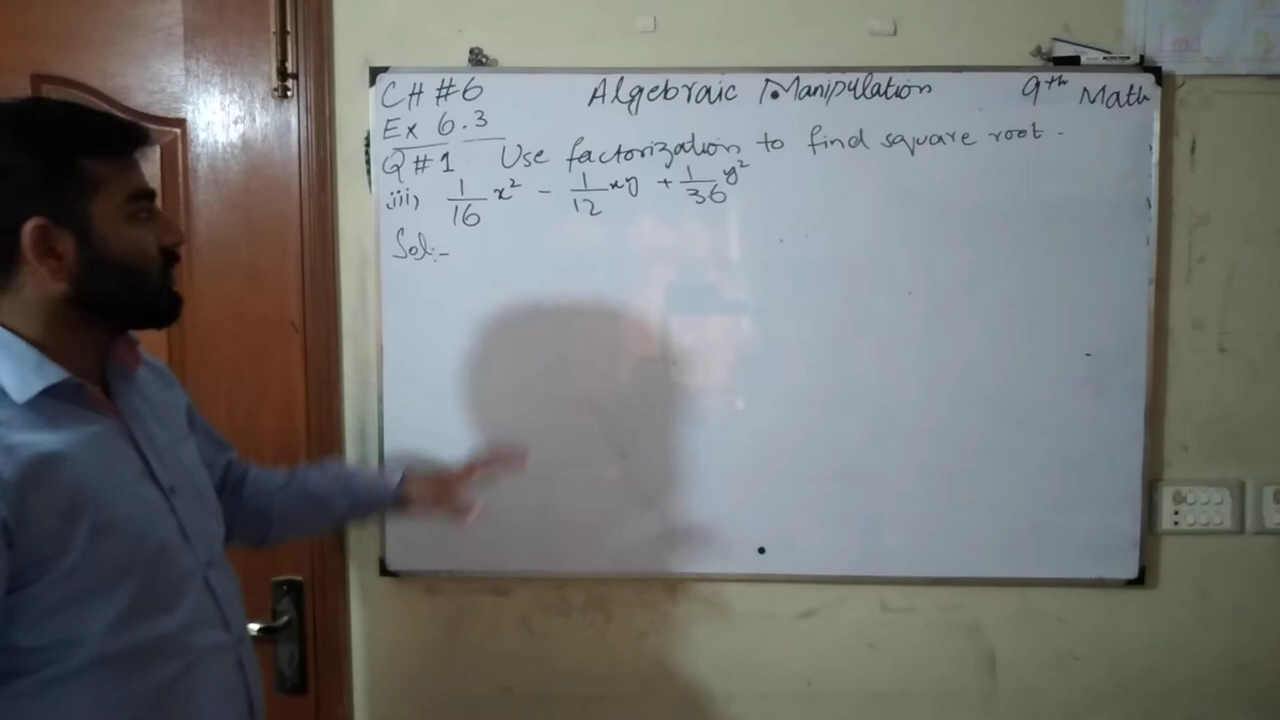 CH #6 Algebraic Manipulation 9th Math
Ex 6.3
Q #1 Use factorization to find square root.
iii) 1/16 x² - 1/12 xy + 1/36 y²
Sol:-